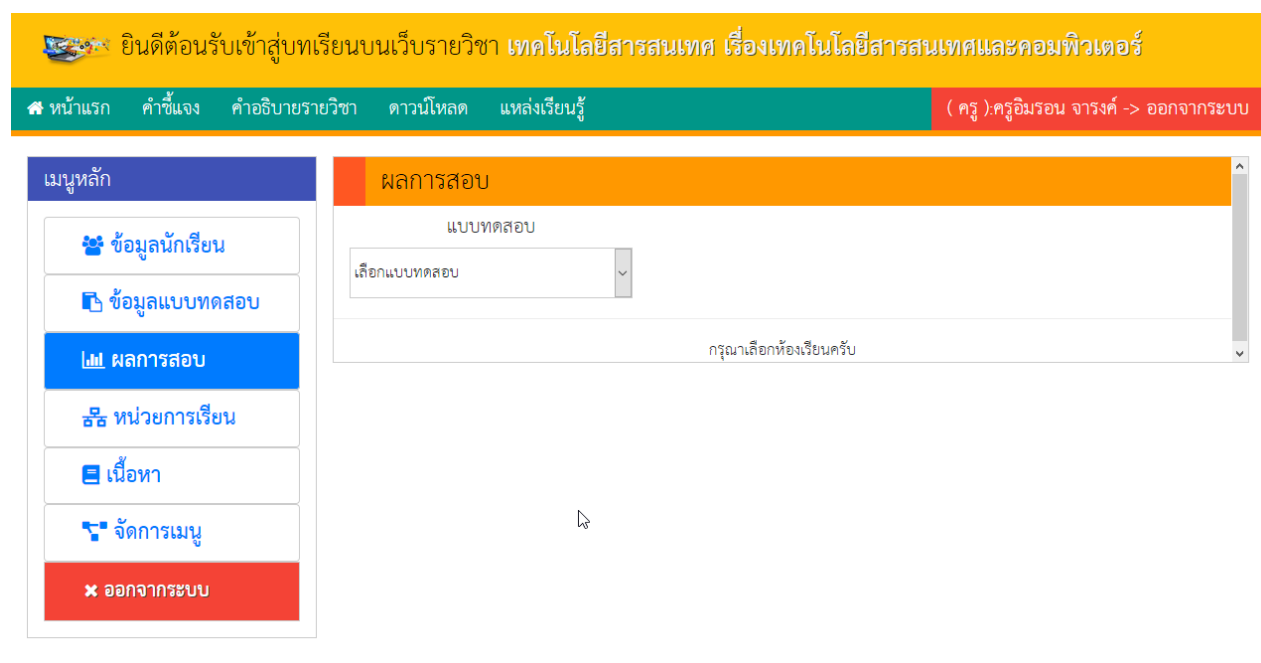 ยินดีต้อนรับเข้าสู่บทเรียนบนเว็บรายวิชา เทคโนโลยีสารสนเทศ เรื่องเทคโนโลยีสารสนเทศและคอมพิวเตอร์
หน้าแรก คำชี้แจง คำอธิบายรายวิชา ดาวน์โหลด แหล่งเรียนรู้ ( ครู ):ครูอิมรอน จารงค์ -> ออกจากระบบ
เมนูหลัก
ข้อมูลนักเรียน
ข้อมูลแบบทดสอบ
ผลการสอบ
หน่วยการเรียน
เนื้อหา
จัดการเมนู
ออกจากระบบ
ผลการสอบ
แบบทดสอบ
เลือกแบบทดสอบ
กรุณาเลือกห้องเรียนครับ